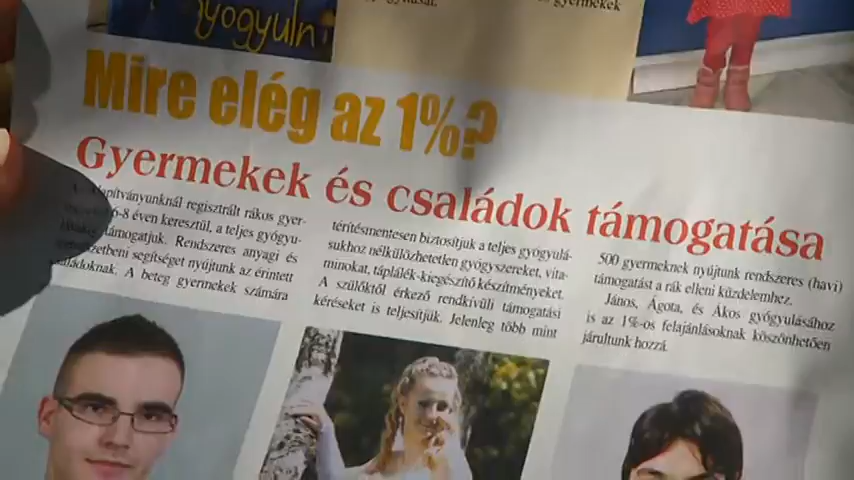 gyógyuln
gyermekek
Mire elég az 1%?
Gyermekek és családok támogatása
apítványunknál regisztrált rákos gyer-
6-8 éven keresztül, a teljes gyógyu-
támogatjuk. Rendszeres anyagi és
segítséget nyújtunk az érintett
családoknak. A beteg gyermekek számára
térítésmentesen biztosítjuk a teljes gyógyulá-
sukhoz nélkülözhetetlen gyógyszereket, vita-
minokat, táplálék-kiegészítő készítményeket.
A szülőktől érkező rendkívüli támogatási
kéréseket is teljesítjük. Jelenleg több mint
500 gyermeknek nyújtunk rendszeres (havi)
támogatást a rák elleni küzdelemhez.
János, Ágota, és Ákos gyógyulásához
is az 1%-os felajánlásoknak köszönhetően
járultunk hozzá.